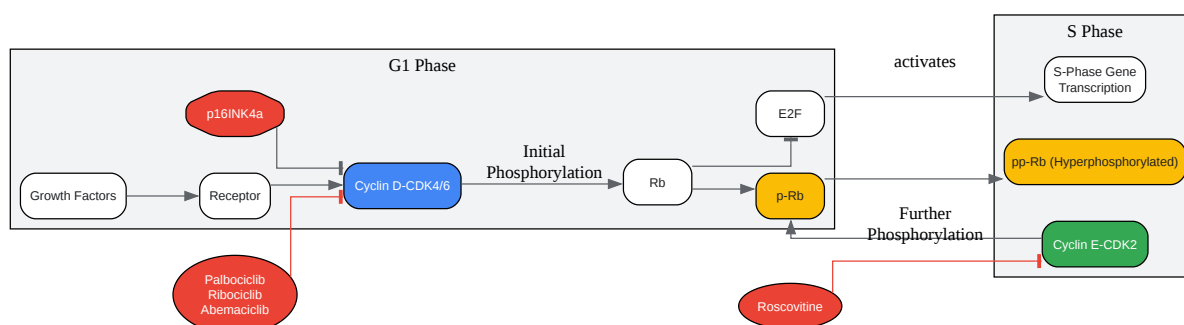 S Phase
G1 Phase
activates
S-Phase Gene
Transcription
p16INK4a
E2F
Initial
Phosphorylation
pp-Rb (Hyperphosphorylated)
Growth Factors
Receptor
Cyclin D-CDK4/6
Rb
p-Rb
Further
Phosphorylation
Cyclin E-CDK2
Palbociclib
Ribociclib
Abemaciclib
Roscovitine